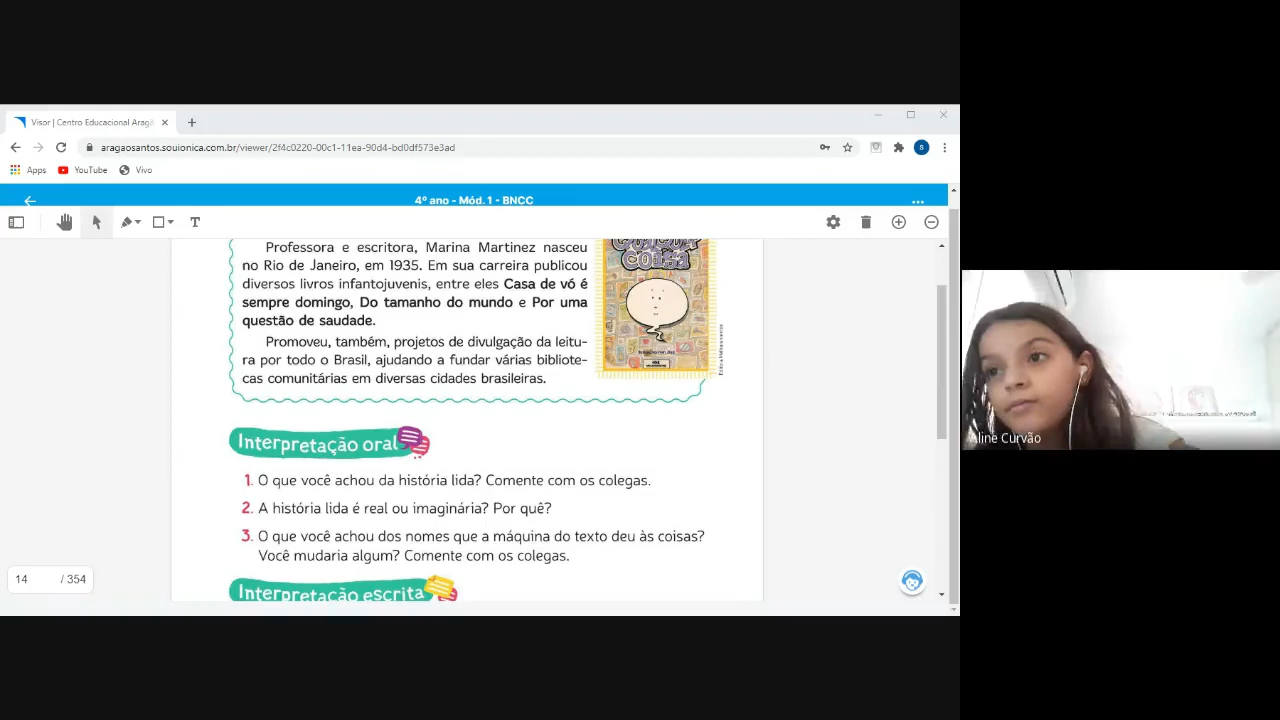 Visor | Centro Educacional Arag
aragaosantos.souionica.com.br/viewer/2f4c0220-00c1-11ea-90d4-bd0df573e3ad
Apps YouTube Vivo
4º ano - Mód. 1 - BNCC
T
Professora e escritora, Marina Martinez nasceu
no Rio de Janeiro, em 1935. Em sua carreira publicou
diversos livros infantojuvenis, entre eles Casa de vó é
sempre domingo, Do tamanho do mundo e Por uma
questão de saudade.
Promoveu, também, projetos de divulgação da leitu-
ra por todo o Brasil, ajudando a fundar várias bibliote-
cas comunitárias em diversas cidades brasileiras.
coisa
Editora Melhoramentos
Interpretação oral
1. O que você achou da história lida? Comente com os colegas.
2. A história lida é real ou imaginária? Por quê?
3. O que você achou dos nomes que a máquina do texto deu às coisas?
Você mudaria algum? Comente com os colegas.
Interpretação escrita
14 / 354
S
Aline Curvão